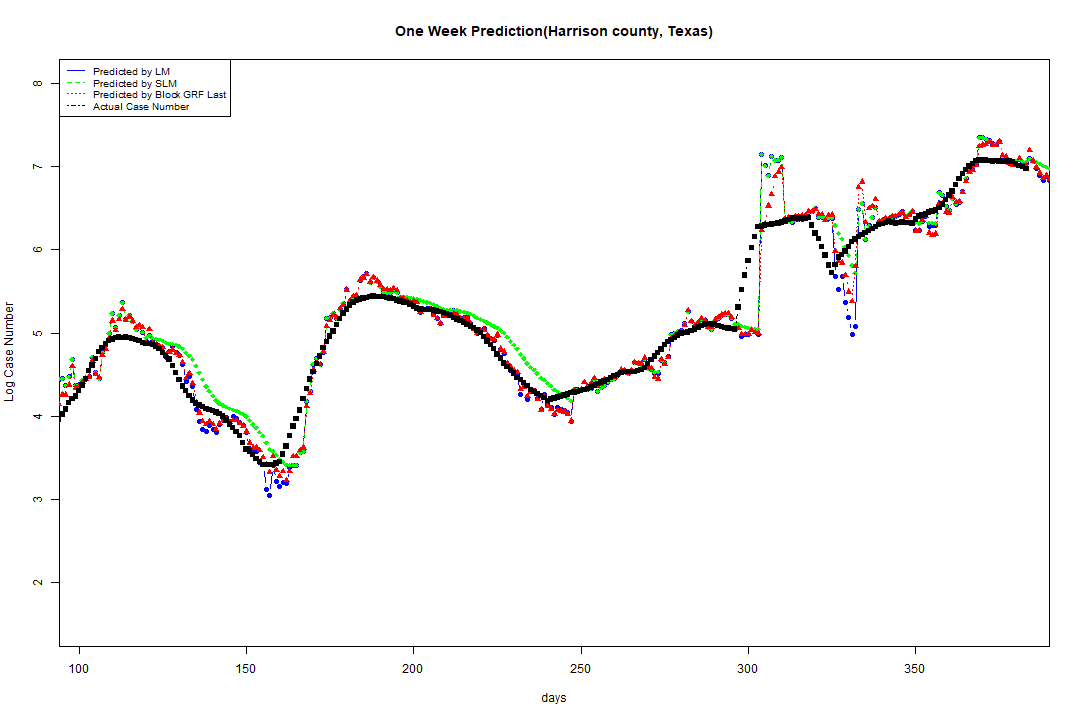 One Week Prediction(Harrison county, Texas)
Predicted by LM
Predicted by SLM
Predicted by Block GRF Last
Actual Case Number
8
7
6
5
4
3
2
Log Case Number
100 150 200 250 300 350
days